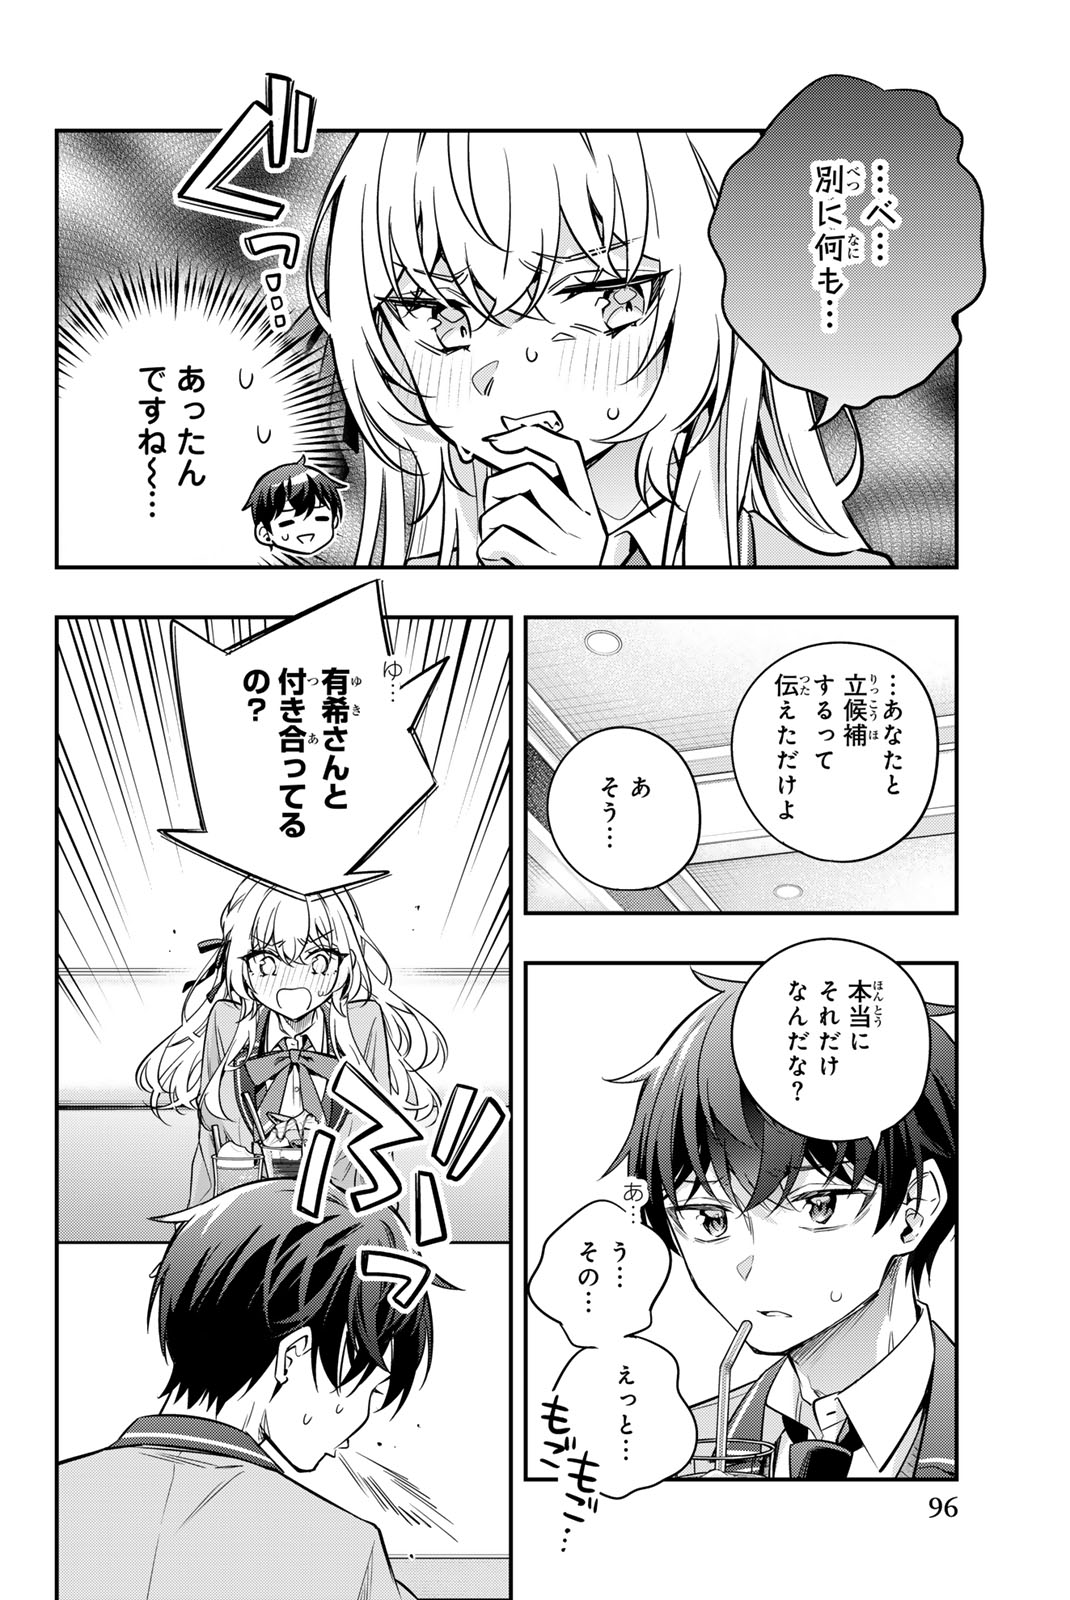 …べ…
別に何も…
ぐっ…
あったん
ですね〜…
…あなたと
立候補
するって
伝えただけよ
あ
そう…
本当に
それだけ
なんだな？
あ…
う…
その…
えっと…
もごもご…
ゆ…
有希さんと
付き合ってる
の？
ぶふっ
96